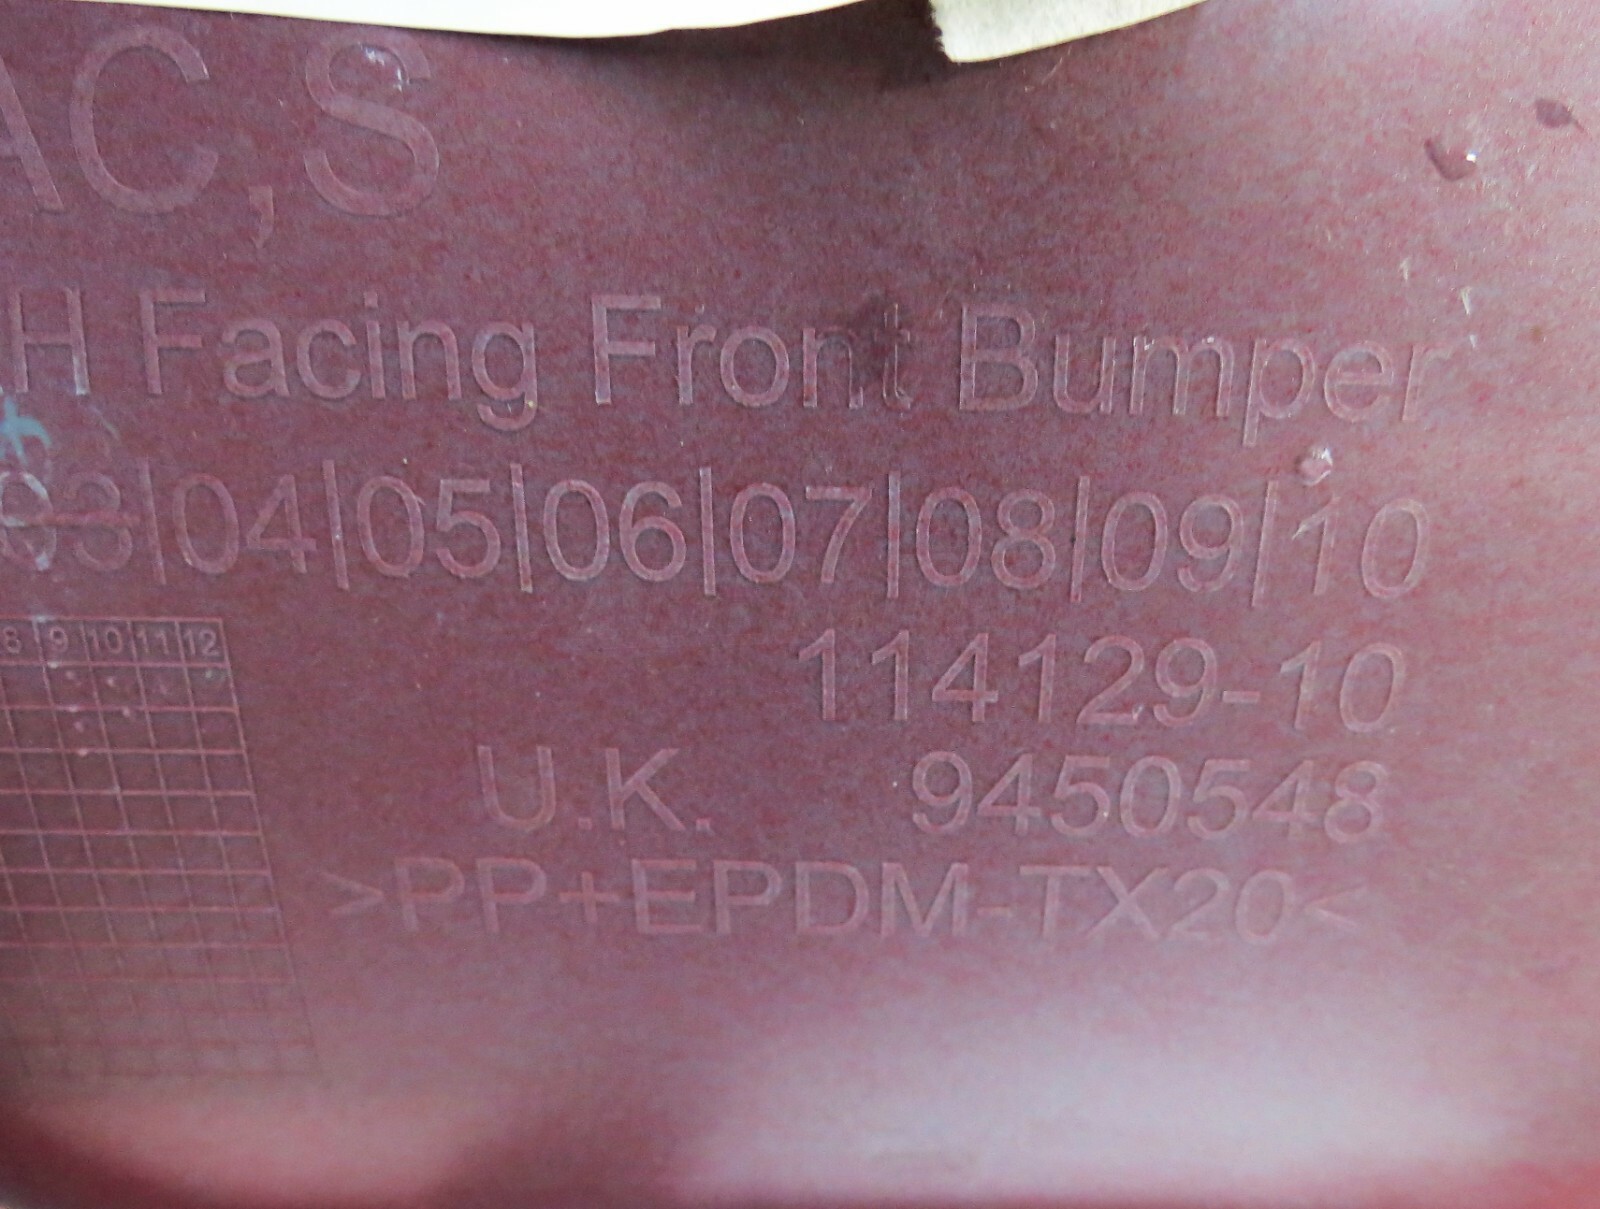 AC,S
H Facing Front Bumper
03|04|05|06|07|08|09|10
8 9 10 11 12
114129-10
U.K. 9450548
>PP+EPDM-TX20<